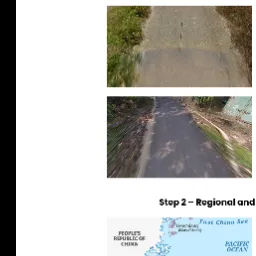 Step 2 – Regional and
East China Sea
PEOPLE'S
REPUBLIC OF
CHINA
PACIFIC
OCEAN